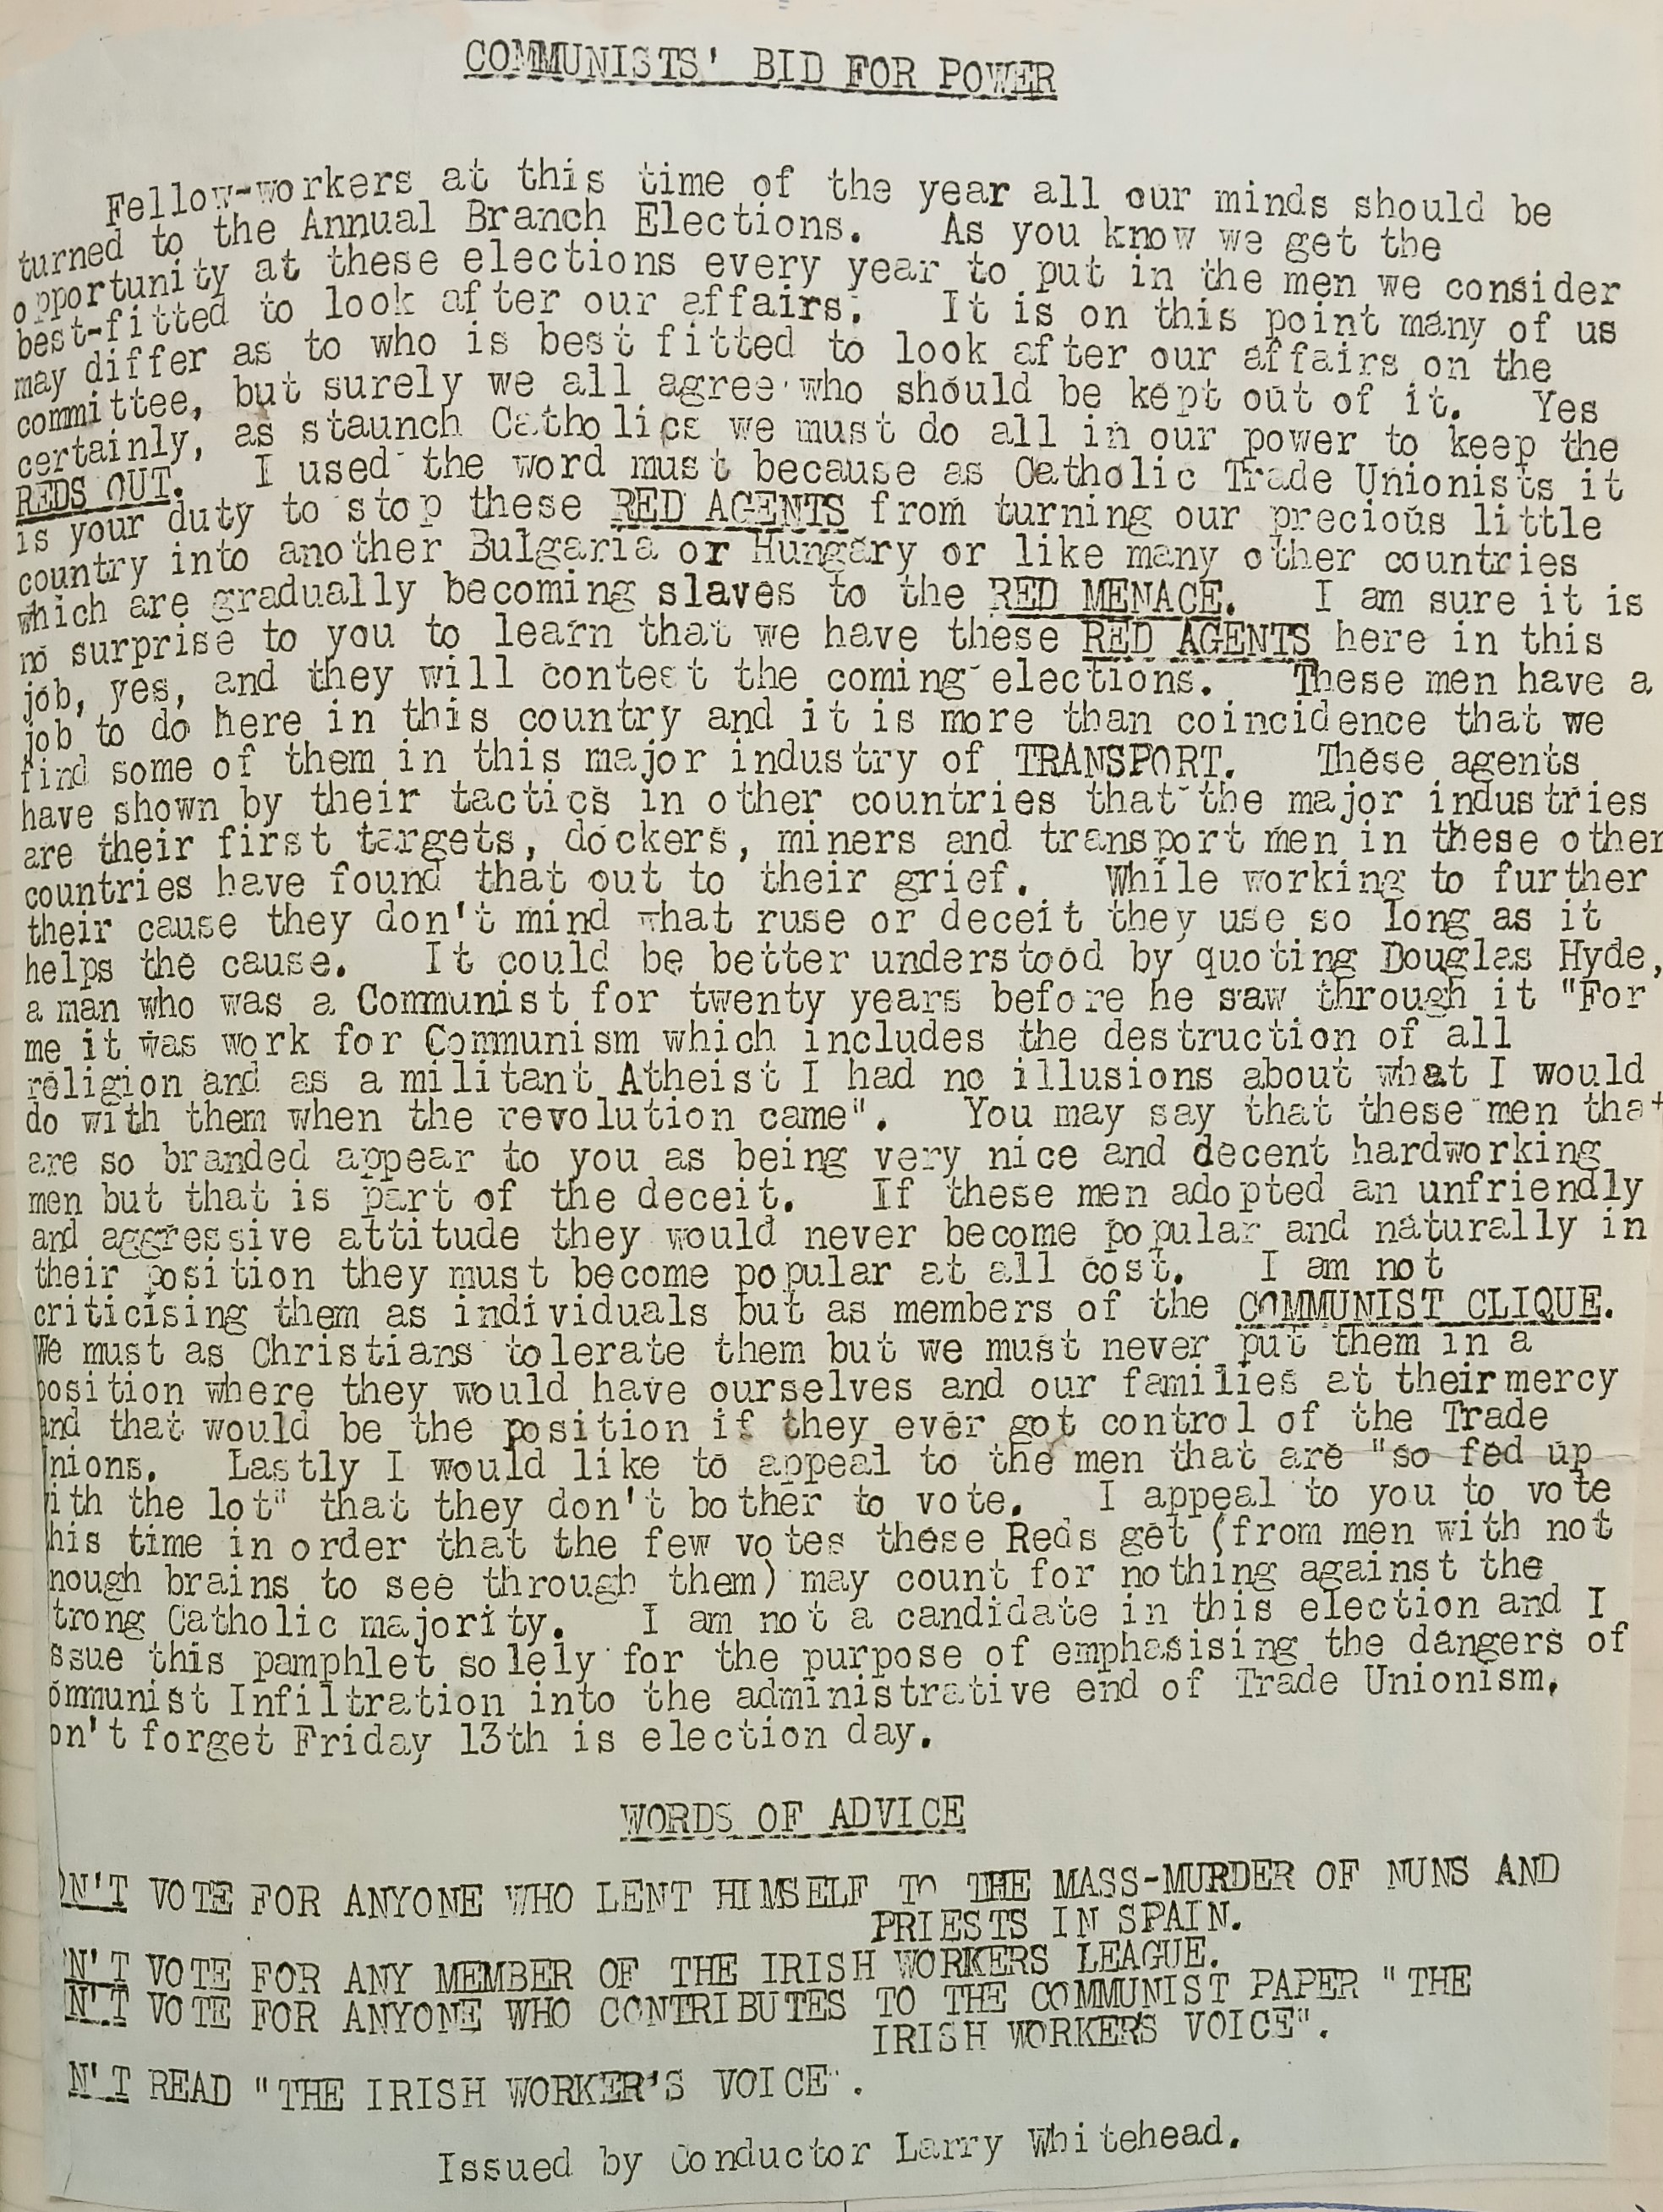 COMMUNISTS' BID FOR POWER
Fellow-workers at this time of the year all our minds should be
turned to the Annual Branch Elections. As you know we get the
opportunity at these elections every year to put in the men we consider
best-fitted to look after our affairs. It is on this point many of us
may differ as to who is best fitted to look after our affairs on the
committee, but surely we all agree who should be kept out of it. Yes
certainly, as staunch Catholics we must do all in our power to keep the
REDS OUT. I used the word must because as Catholic Trade Unionists it
is your duty to stop these RED AGENTS from turning our precious little
country into another Bulgaria or Hungary or like many other countries
which are gradually becoming slaves to the RED MENACE. I am sure it is
no surprise to you to learn that we have these RED AGENTS here in this
job, yes, and they will contest the coming elections. These men have a
job to do here in this country and it is more than coincidence that we
find some of them in this major industry of TRANSPORT. These agents
have shown by their tactics in other countries that the major industries
are their first targets, dockers, miners and transport men in these other
countries have found that out to their grief. While working to further
their cause they don't mind what ruse or deceit they use so long as it
helps the cause. It could be better understood by quoting Douglas Hyde,
a man who was a Communist for twenty years before he saw through it "For
me it was work for Communism which includes the destruction of all
religion and as a militant Atheist I had no illusions about what I would
do with them when the revolution came". You may say that these men that
are so branded appear to you as being very nice and decent hardworking
men but that is part of the deceit. If these men adopted an unfriendly
and aggressive attitude they would never become popular and naturally in
their position they must become popular at all cost. I am not
criticising them as individuals but as members of the COMMUNIST CLIQUE.
We must as Christians tolerate them but we must never put them in a
position where they would have ourselves and our families at their mercy
and that would be the position if they ever got control of the Trade
nions. Lastly I would like to appeal to the men that are "so fed up
ith the lot" that they don't bother to vote. I appeal to you to vote
his time in order that the few votes these Reds get (from men with not
nough brains to see through them) may count for nothing against the
trong Catholic majority. I am not a candidate in this election and I
ssue this pamphlet solely for the purpose of emphasising the dangers of
ommunist Infiltration into the administrative end of Trade Unionism.
on't forget Friday 13th is election day.
WORDS OF ADVICE
ON'T VOTE FOR ANYONE WHO LENT HIMSELF TO THE MASS-MURDER OF NUNS AND
PRIESTS IN SPAIN.
N'T VOTE FOR ANY MEMBER OF THE IRISH WORKERS LEAGUE.
N'T VOTE FOR ANYONE WHO CONTRIBUTES TO THE COMMUNIST PAPER "THE
IRISH WORKERS VOICE".
N'T READ "THE IRISH WORKER'S VOICE".
Issued by Conductor Larry Whitehead.